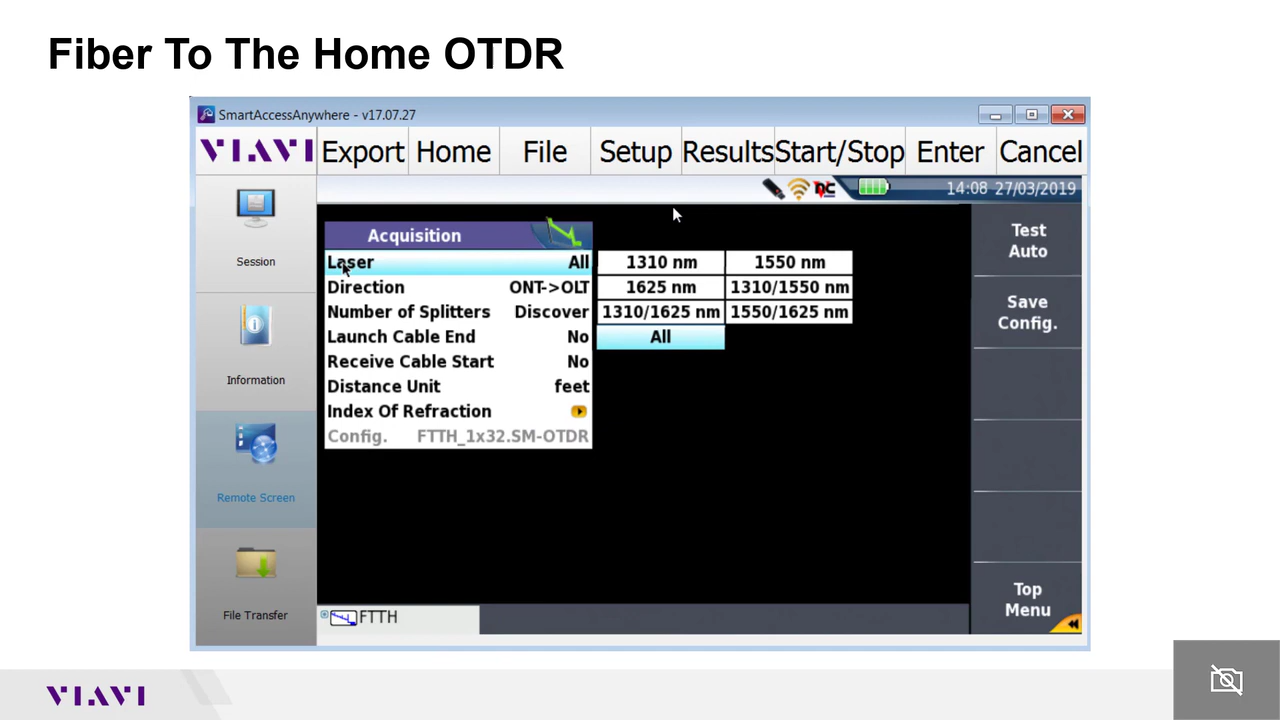 Fiber To The Home OTDR
SmartAccessAnywhere - v17.07.27
VIAVI Export Home File Setup Results Start/Stop Enter Cancel
14:08 27/03/2019
Session
Information
Remote Screen
File Transfer
Acquisition
Laser All
Direction ONT->OLT
Number of Splitters Discover
Launch Cable End No
Receive Cable Start No
Distance Unit feet
Index Of Refraction
Config. FTTH_1x32.SM-OTDR
1310 nm 1550 nm
1625 nm 1310/1550 nm
1310/1625 nm 1550/1625 nm
All
Test
Auto
Save
Config.
Top
Menu
FTTH
VIAVI